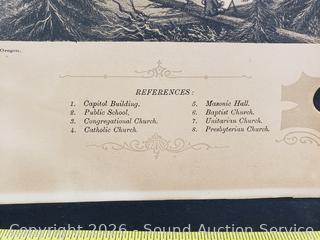 Oregon.
REFERENCES:
1. Capitol Building.
2. Public School.
3. Congregational Church.
4. Catholic Church.
5. Masonic Hall.
6. Baptist Church.
7. Unitarian Church.
8. Presbyterian Church.
Copyright 2026 - Sound Auction Service